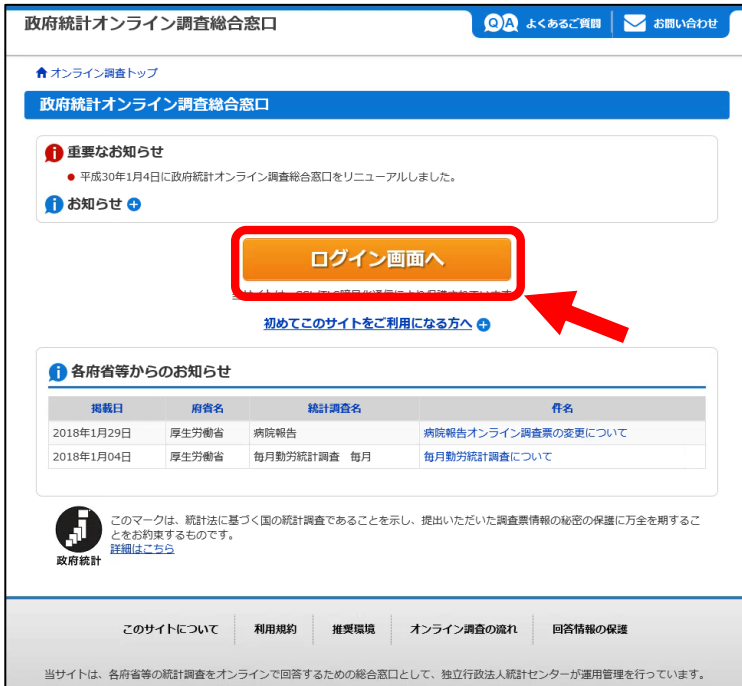 政府統計オンライン調査総合窓口
QA よくあるご質問 お問い合わせ
オンライン調査トップ
政府統計オンライン調査総合窓口
重要なお知らせ
平成30年1月4日に政府統計オンライン調査総合窓口をリニューアルしました。
お知らせ
ログイン画面へ
初めてこのサイトをご利用になる方へ
各府省等からのお知らせ
掲載日 府省名 統計調査名 件名
2018年1月29日 厚生労働省 病院報告 病院報告オンライン調査票の変更について
2018年1月04日 厚生労働省 毎月勤労統計調査 毎月 毎月勤労統計調査について
このマークは、統計法に基づく国の統計調査であることを示し、提出いただいた調査票情報の秘密の保護に万全を期するこ
とをお約束するものです。
詳細はこちら
政府統計
このサイトについて 利用規約 推奨環境 オンライン調査の流れ 回答情報の保護
当サイトは、各府省等の統計調査をオンラインで回答するための総合窓口として、独立行政法人統計センターが運用管理を行っています。